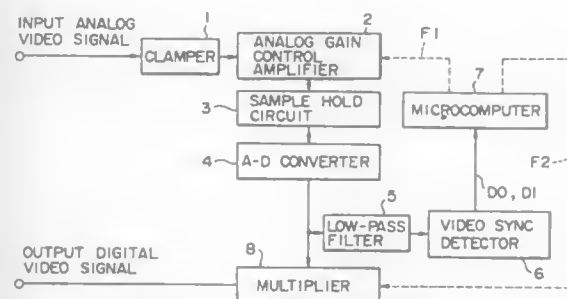 INPUT ANALOG
VIDEO SIGNAL
1
CLAMPER
2
ANALOG GAIN
CONTROL
AMPLIFIER
F1
7
MICROCOMPUTER
3
SAMPLE HOLD
CIRCUIT
4
A-D CONVERTER
F2
DO, DI
5
LOW-PASS
FILTER
VIDEO SYNC
DETECTOR
6
OUTPUT DIGITAL
VIDEO SIGNAL
8
MULTIPLIER